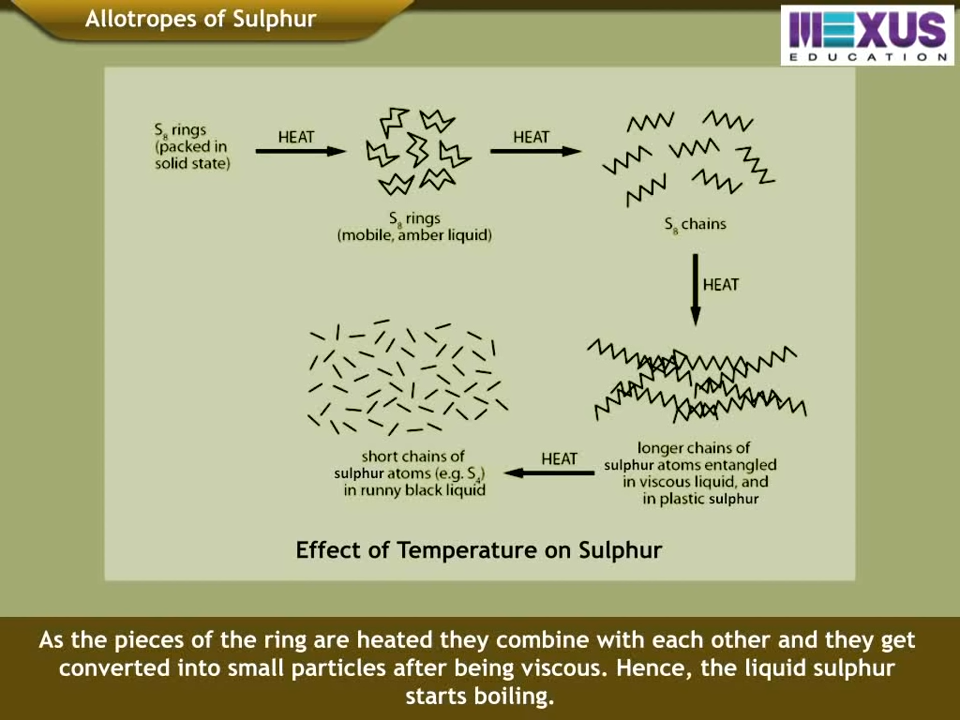 Allotropes of Sulphur
MEXUS
EDUCATION
S₈ rings
(packed in
solid state)
HEAT
S₈ rings
(mobile, amber liquid)
HEAT
S₈ chains
HEAT
longer chains of
sulphur atoms entangled
in viscous liquid, and
in plastic sulphur
HEAT
short chains of
sulphur atoms (e.g. S₄)
in runny black liquid
Effect of Temperature on Sulphur
As the pieces of the ring are heated they combine with each other and they get
converted into small particles after being viscous. Hence, the liquid sulphur
starts boiling.